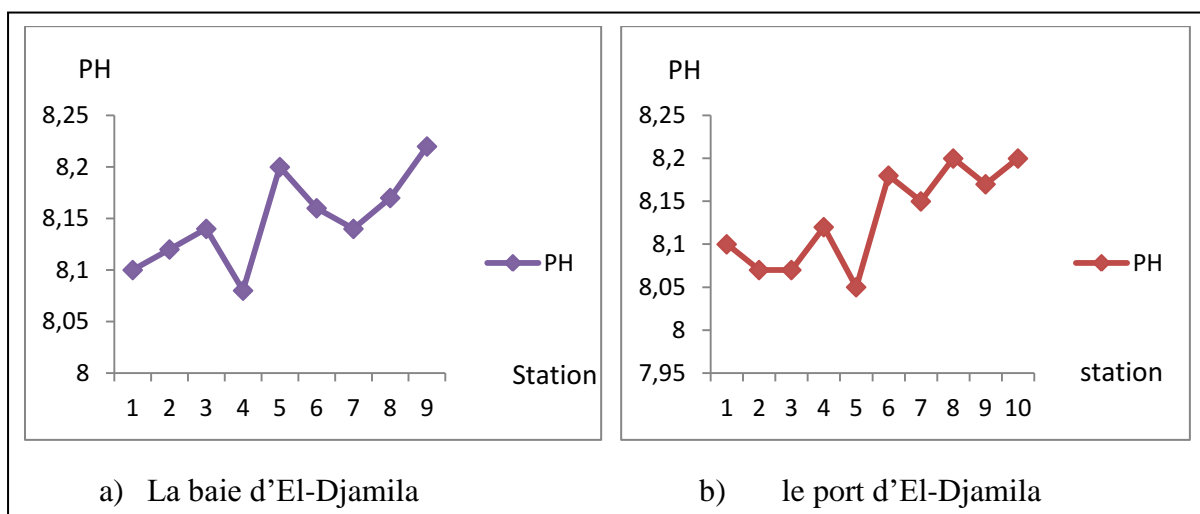 PH
8,25
8,2
8,15
8,1
8,05
8
1 2 3 4 5 6 7 8 9
Station
PH
PH
8,25
8,2
8,15
8,1
8,05
8
7,95
1 2 3 4 5 6 7 8 9 10
station
PH
a) La baie d’El-Djamila
b) le port d’El-Djamila